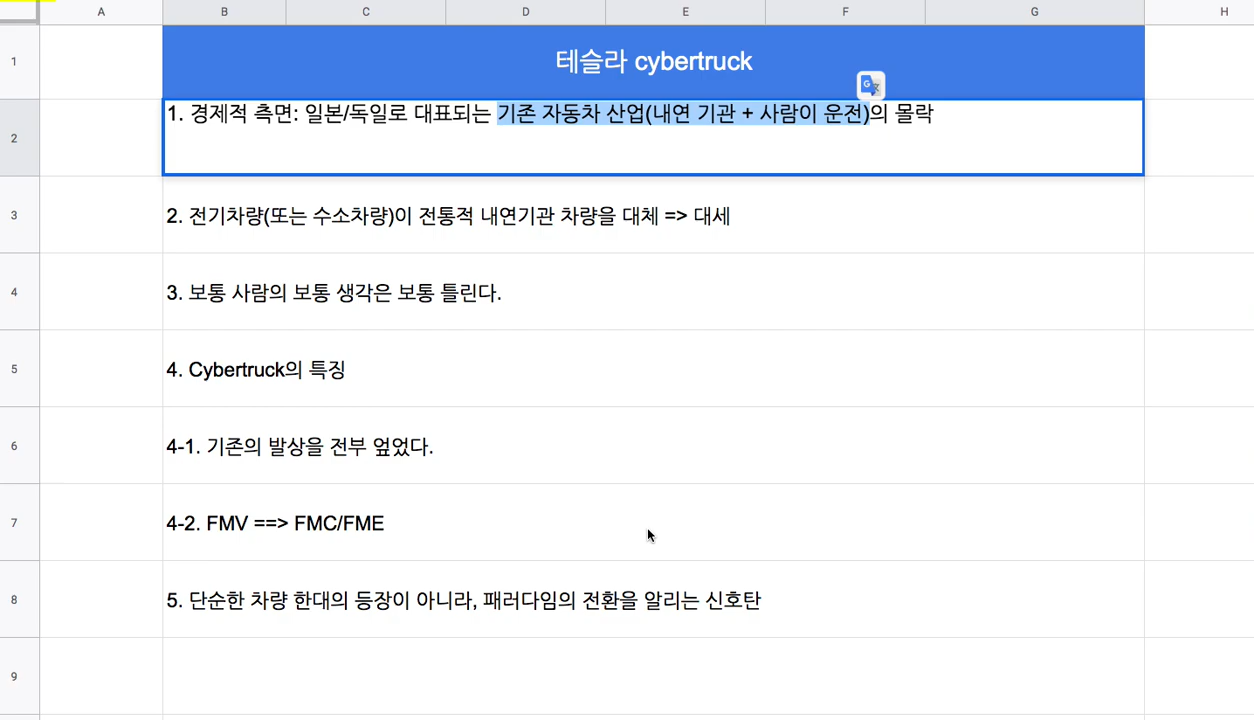 A B C D E F G H
1 테슬라 cybertruck
2 1. 경제적 측면: 일본/독일로 대표되는 기존 자동차 산업(내연 기관 + 사람이 운전)의 몰락
3 2. 전기차량(또는 수소차량)이 전통적 내연기관 차량을 대체 => 대세
4 3. 보통 사람의 보통 생각은 보통 틀린다.
5 4. Cybertruck의 특징
6 4-1. 기존의 발상을 전부 엎었다.
7 4-2. FMV ==> FMC/FME
8 5. 단순한 차량 한대의 등장이 아니라, 패러다임의 전환을 알리는 신호탄
9